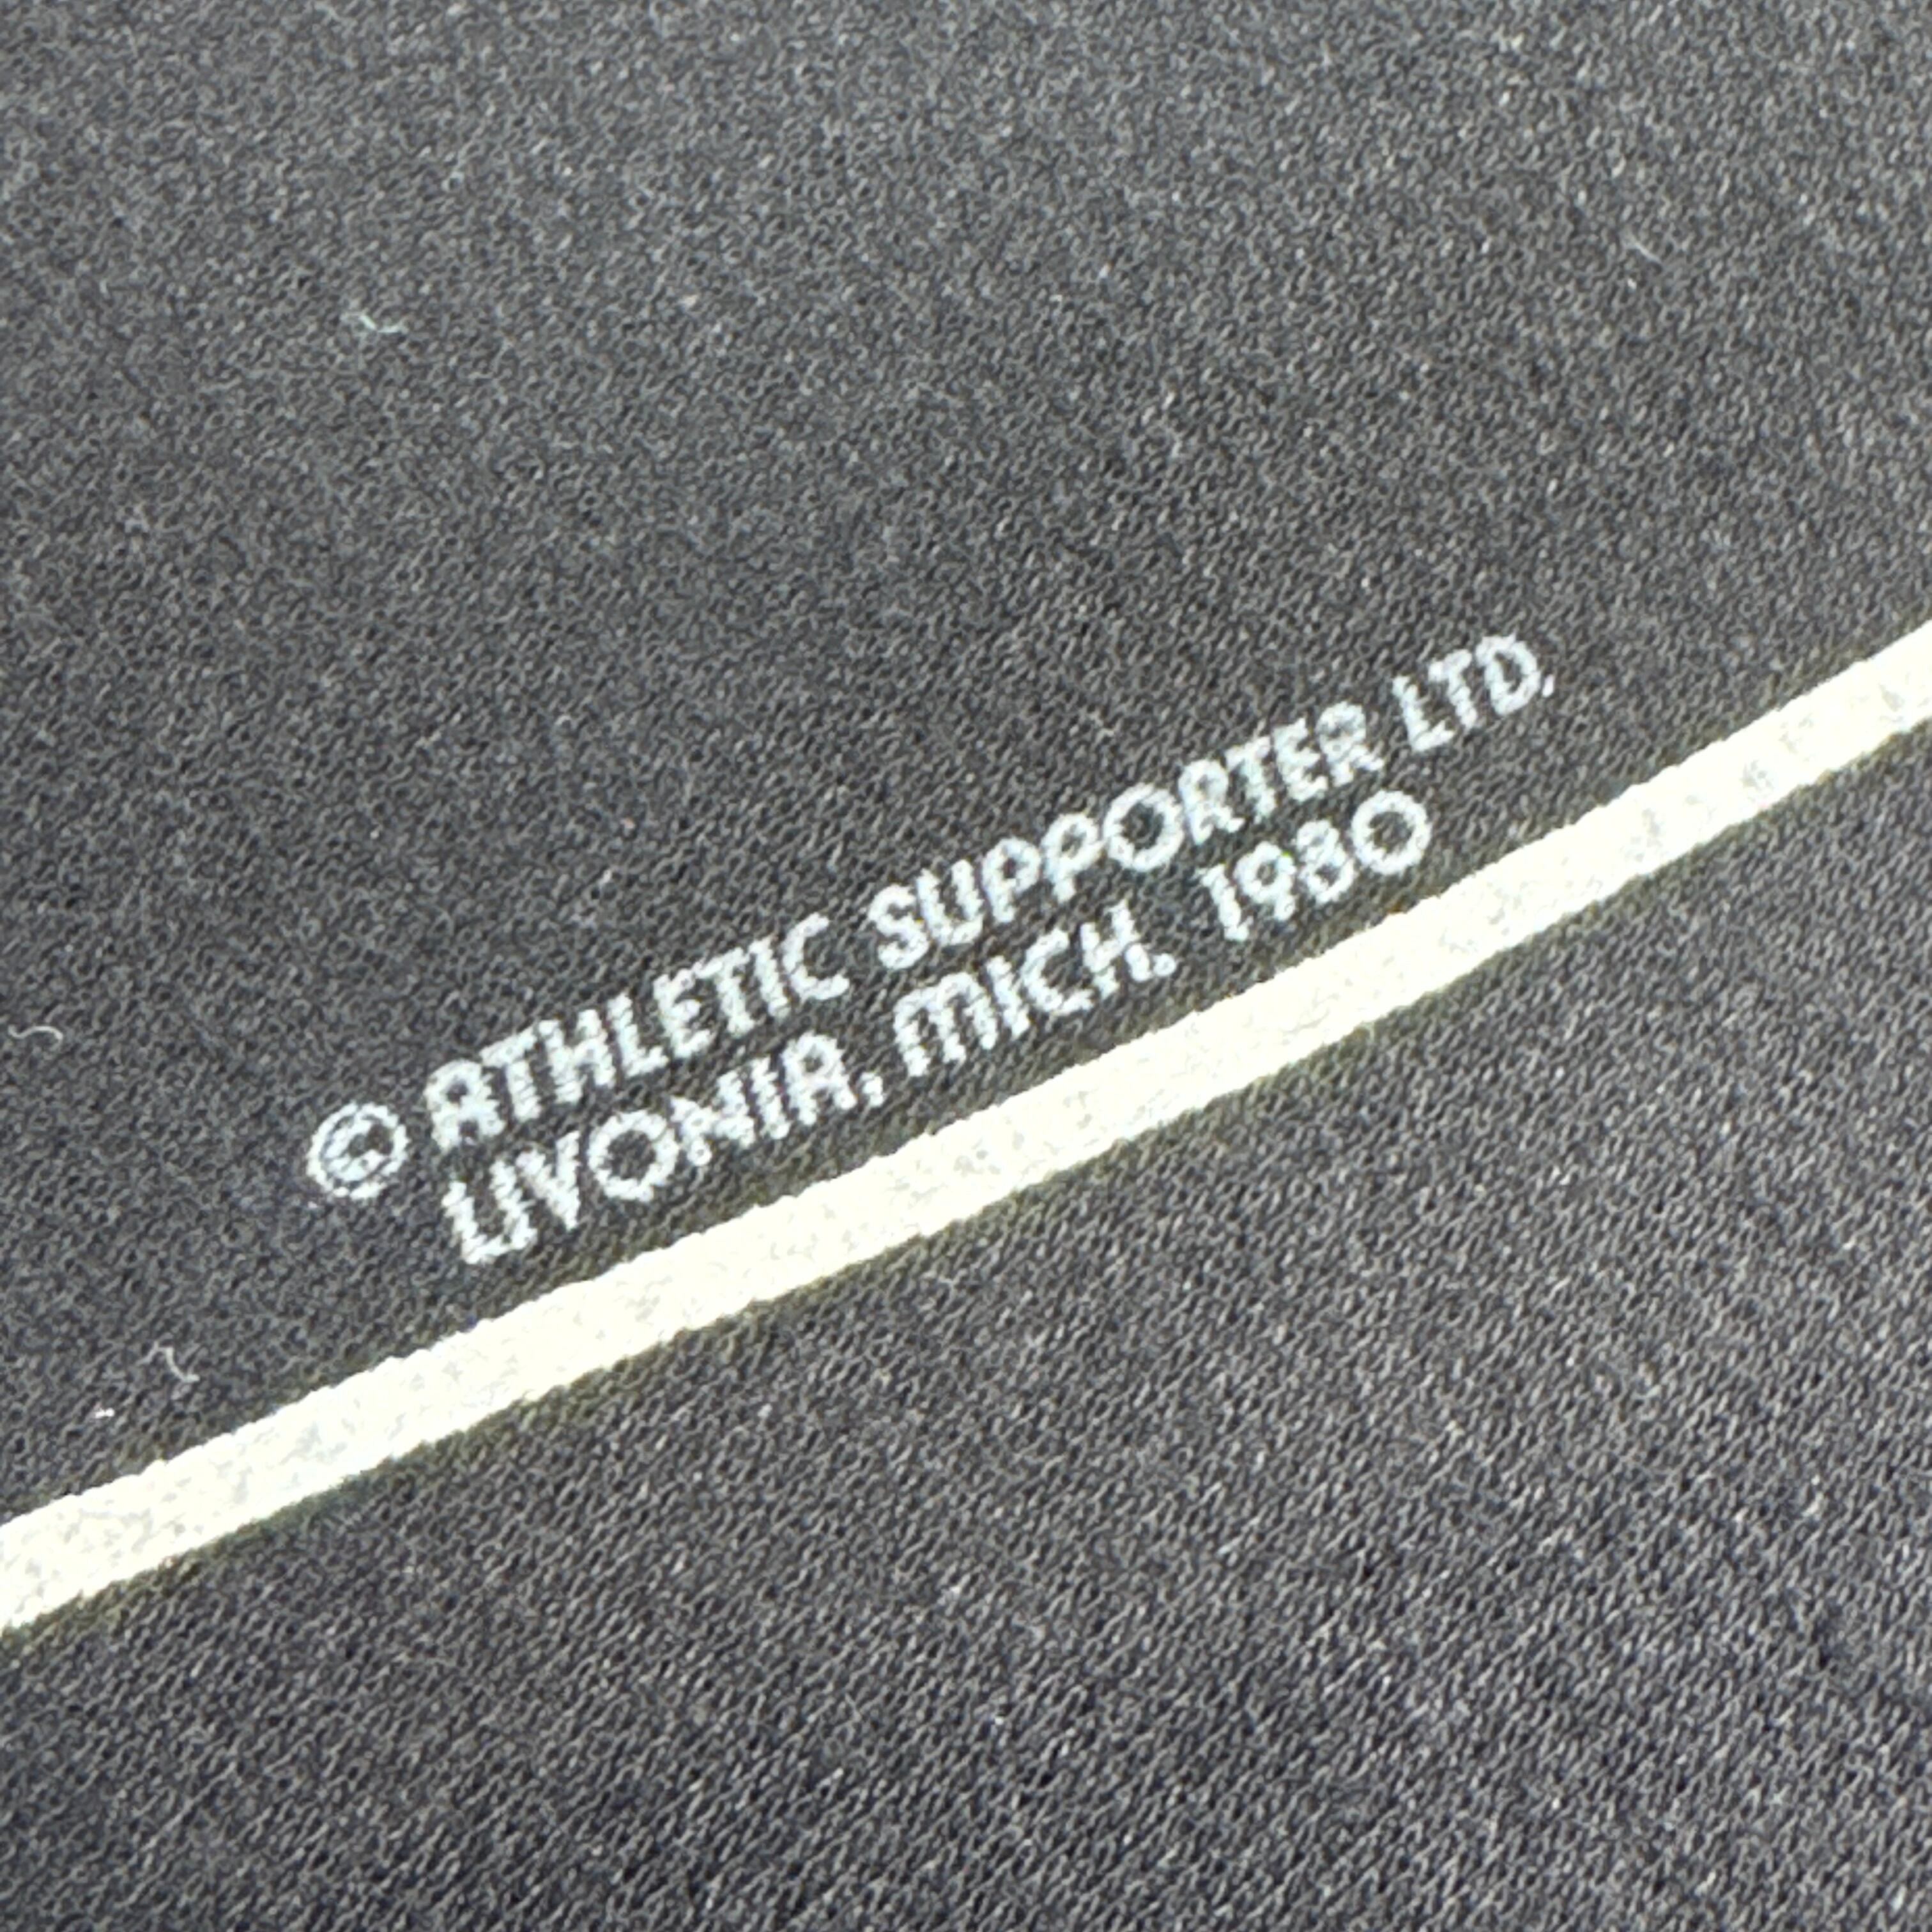 © ATHLETIC SUPPORTER LTD.
LIVONIA, MICH. 1980